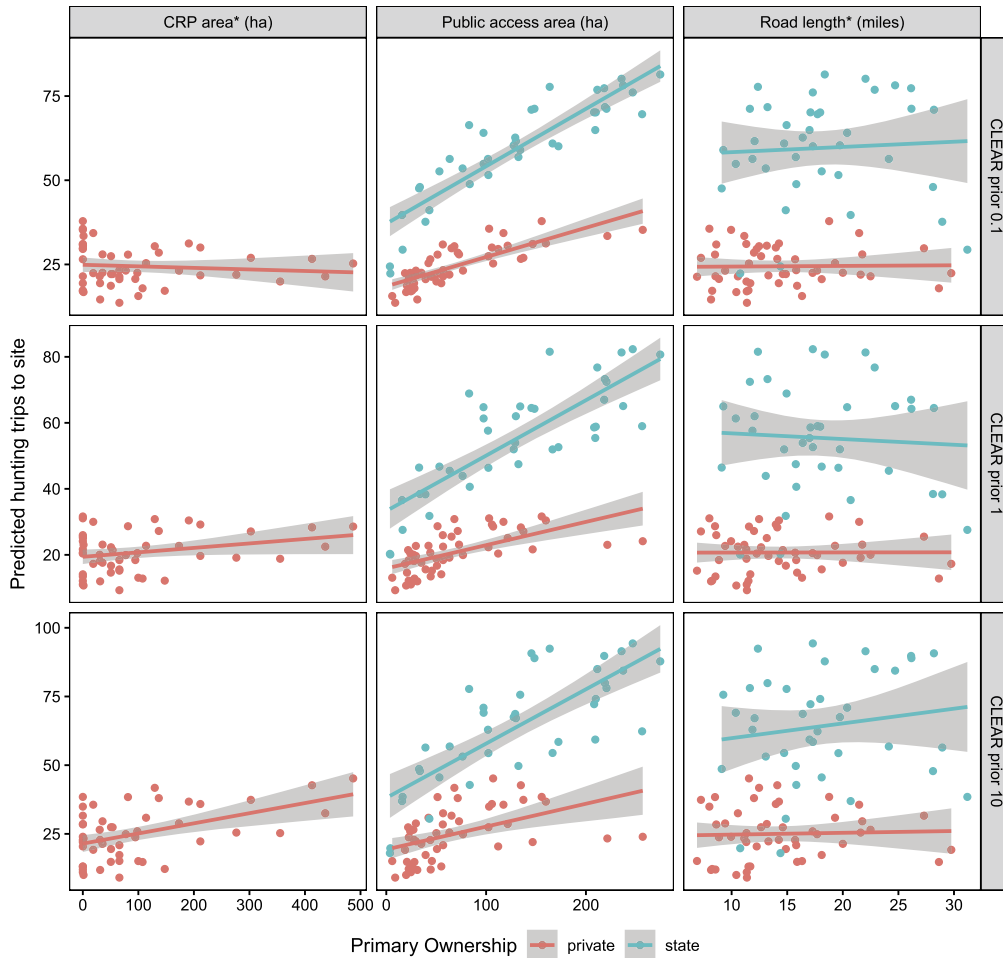 CRP area* (ha)
Public access area (ha)
Road length* (miles)
75
50
25
CLEAR prior 0.1
80
60
40
20
CLEAR prior 1
100
75
50
25
CLEAR prior 10
Predicted hunting trips to site
0 100 200 300 400 500
0 100 200
10 15 20 25 30
Primary Ownership private state